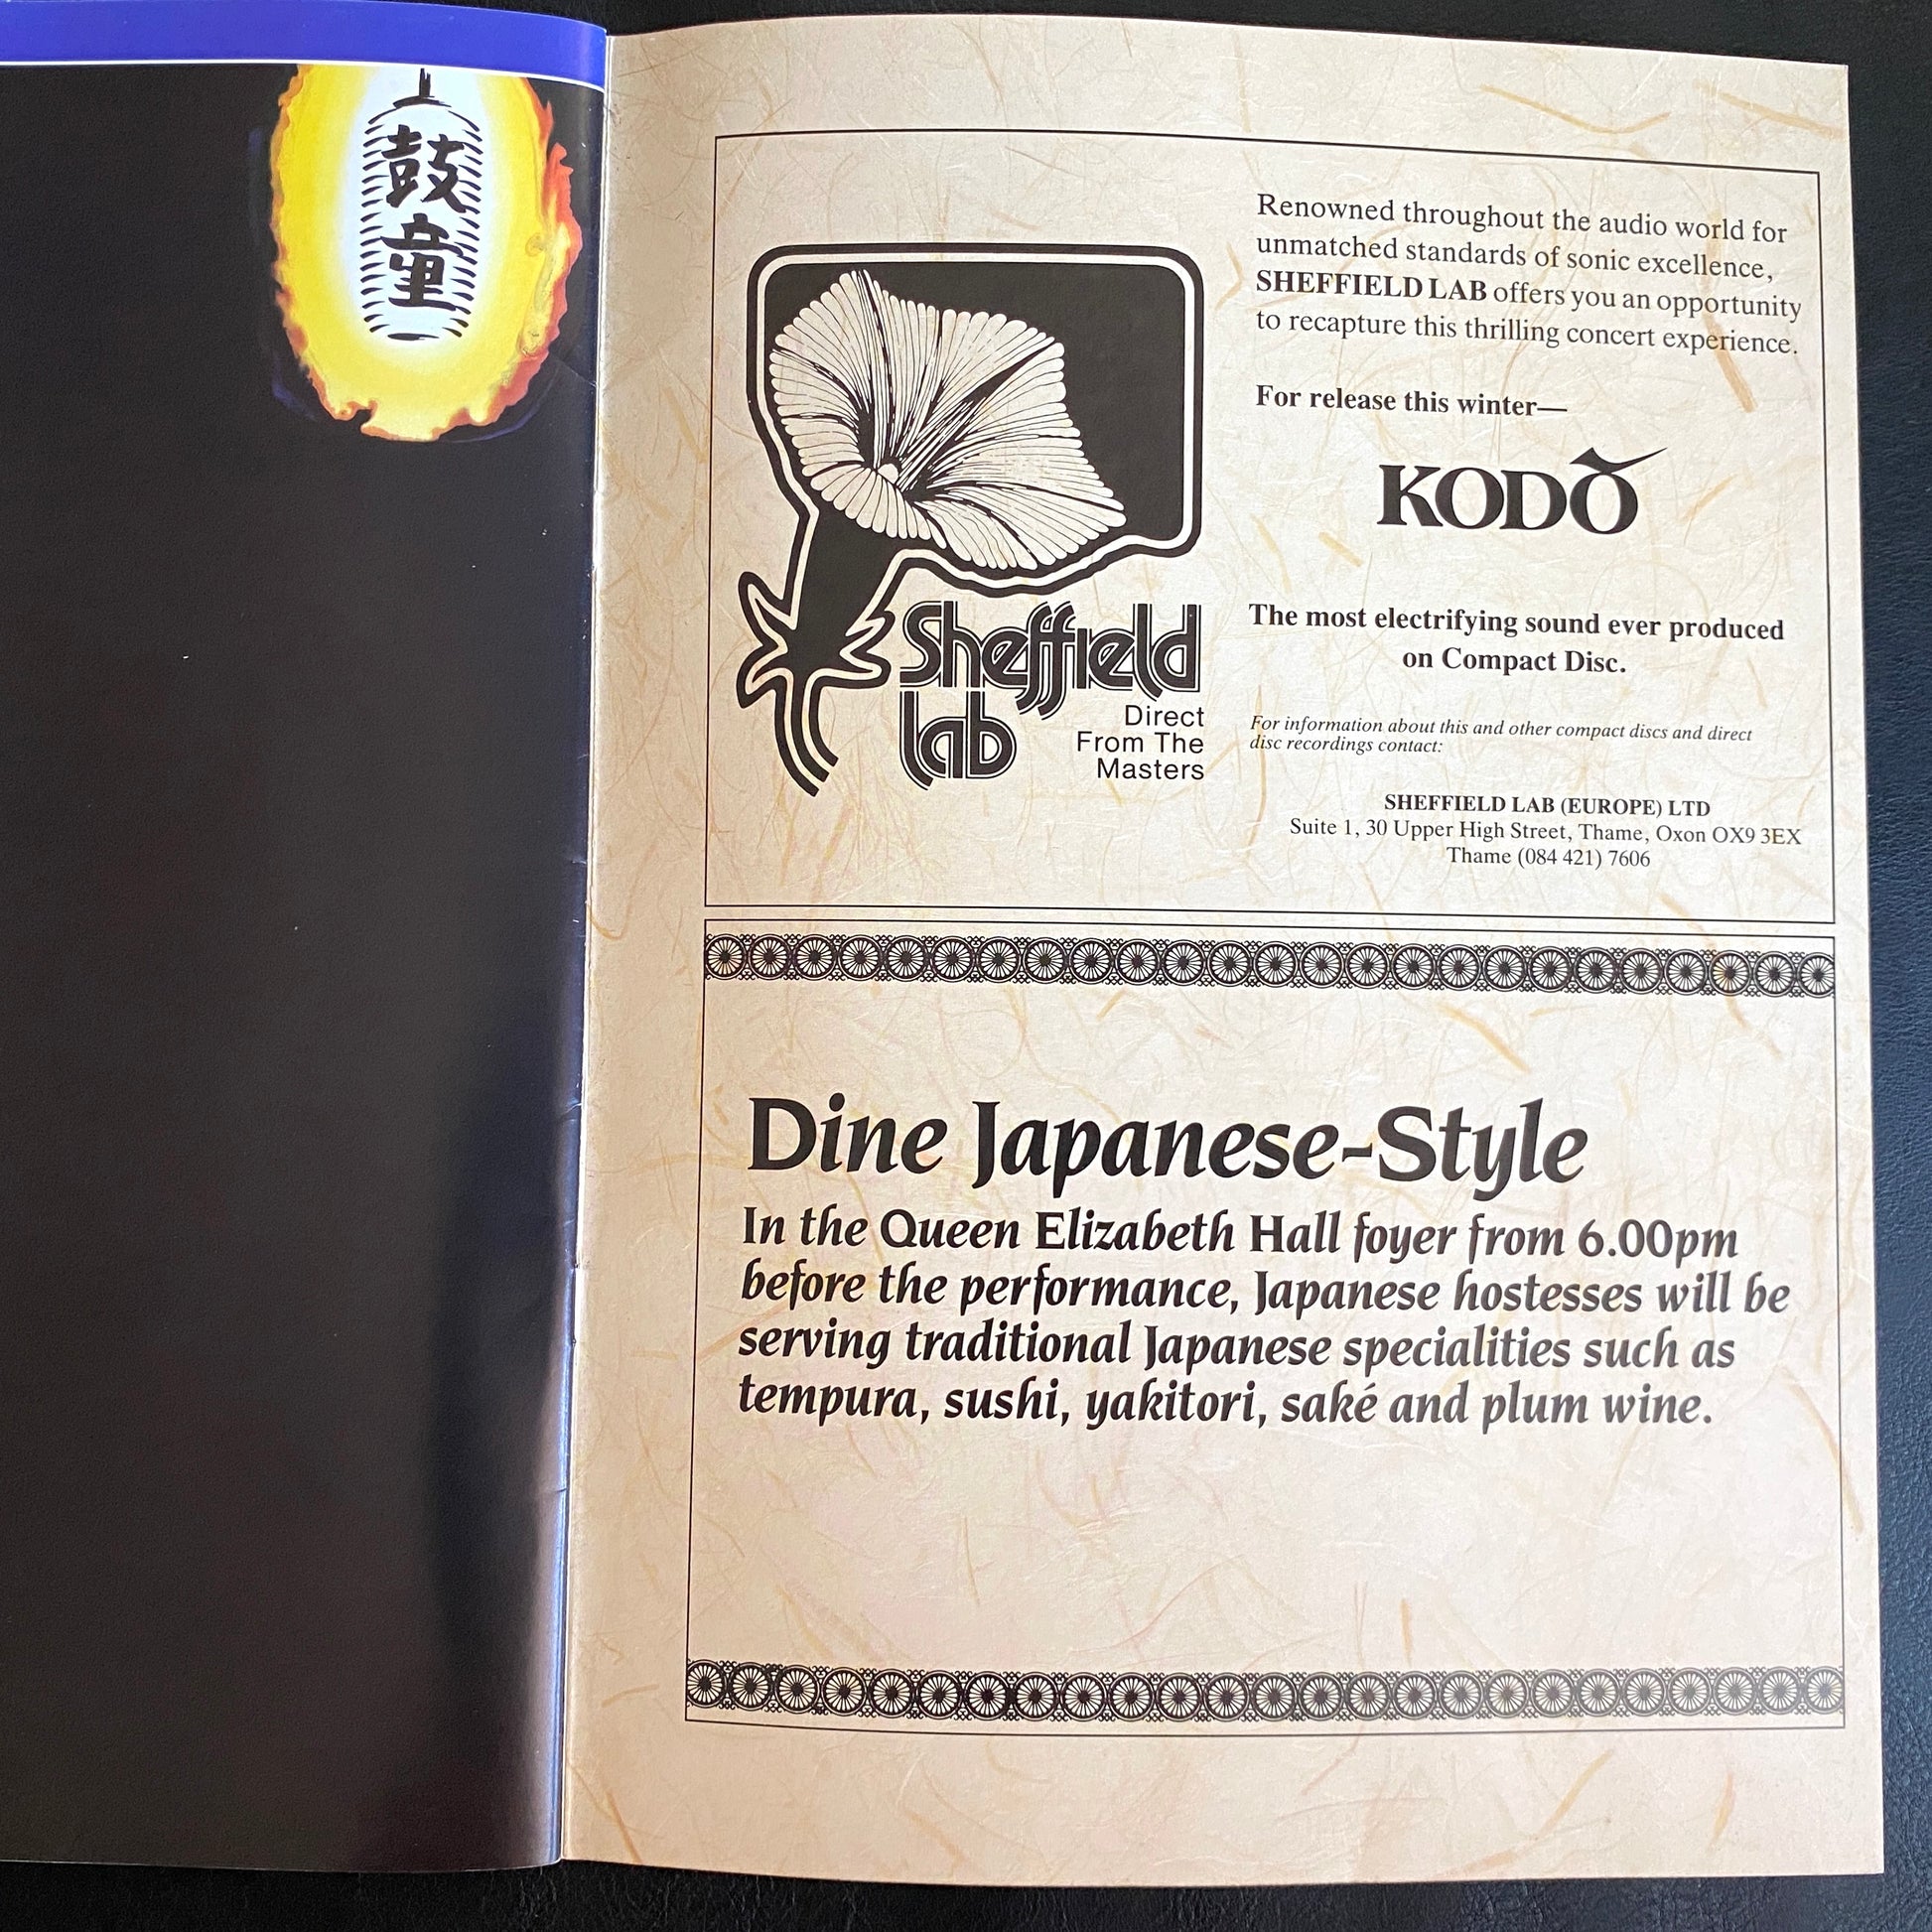 鼓童
Renowned throughout the audio world for
unmatched standards of sonic excellence,
SHEFFIELD LAB offers you an opportunity
to recapture this thrilling concert experience.
For release this winter—
KODŌ
The most electrifying sound ever produced
on Compact Disc.
For information about this and other compact discs and direct
disc recordings contact:
SHEFFIELD LAB (EUROPE) LTD
Suite 1, 30 Upper High Street, Thame, Oxon OX9 3EX
Thame (084 421) 7606
Sheffield
Lab
Direct
From The
Masters
Dine Japanese-Style
In the Queen Elizabeth Hall foyer from 6.00pm
before the performance, Japanese hostesses will be
serving traditional Japanese specialities such as
tempura, sushi, yakitori, saké and plum wine.